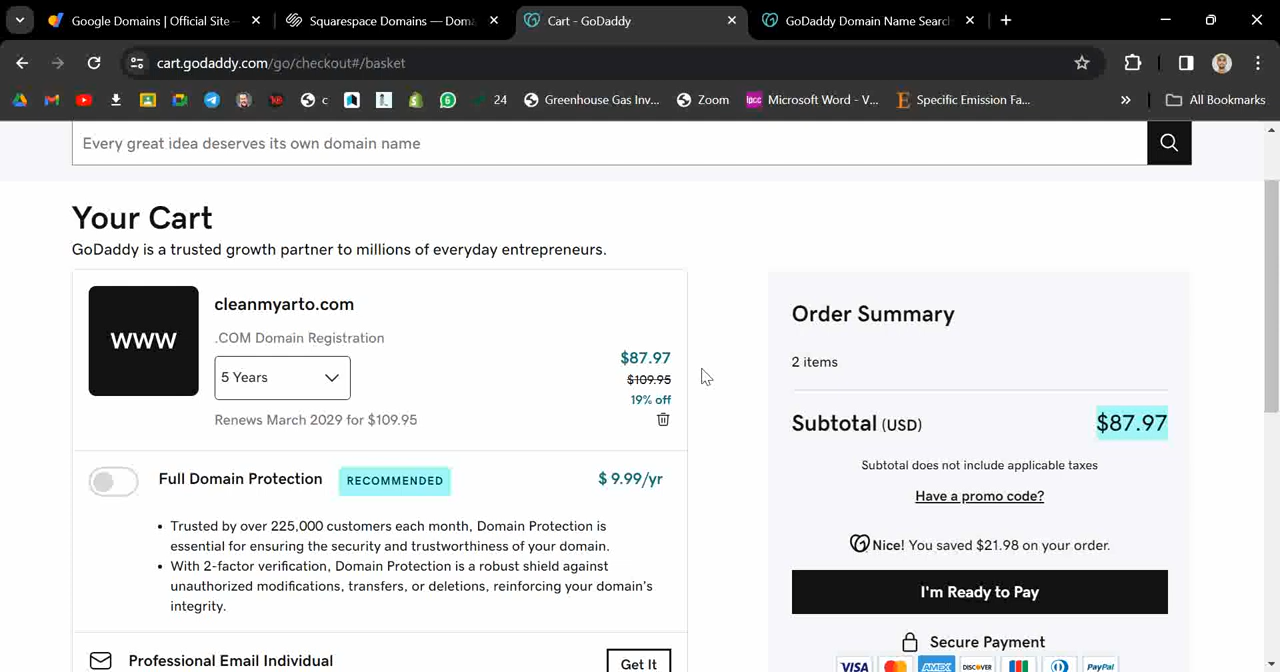 Google Domains | Official Site
Squarespace Domains — Doma
Cart - GoDaddy
GoDaddy Domain Name Search
cart.godaddy.com/go/checkout#/basket
c
24
Greenhouse Gas Inv...
Zoom
ipcc
Microsoft Word - V...
Specific Emission Fa...
All Bookmarks
Every great idea deserves its own domain name
Your Cart
GoDaddy is a trusted growth partner to millions of everyday entrepreneurs.
www
cleanmyarto.com
.COM Domain Registration
5 Years
Renews March 2029 for $109.95
$87.97
$109.95
19% off
Full Domain Protection
RECOMMENDED
$ 9.99/yr
• Trusted by over 225,000 customers each month, Domain Protection is
essential for ensuring the security and trustworthiness of your domain.
• With 2-factor verification, Domain Protection is a robust shield against
unauthorized modifications, transfers, or deletions, reinforcing your domain's
integrity.
Professional Email Individual
Get It
Order Summary
2 items
Subtotal (USD)
$87.97
Subtotal does not include applicable taxes
Have a promo code?
Nice! You saved $21.98 on your order.
I'm Ready to Pay
Secure Payment
VISA
AMEX
DISCOVER
PayPal